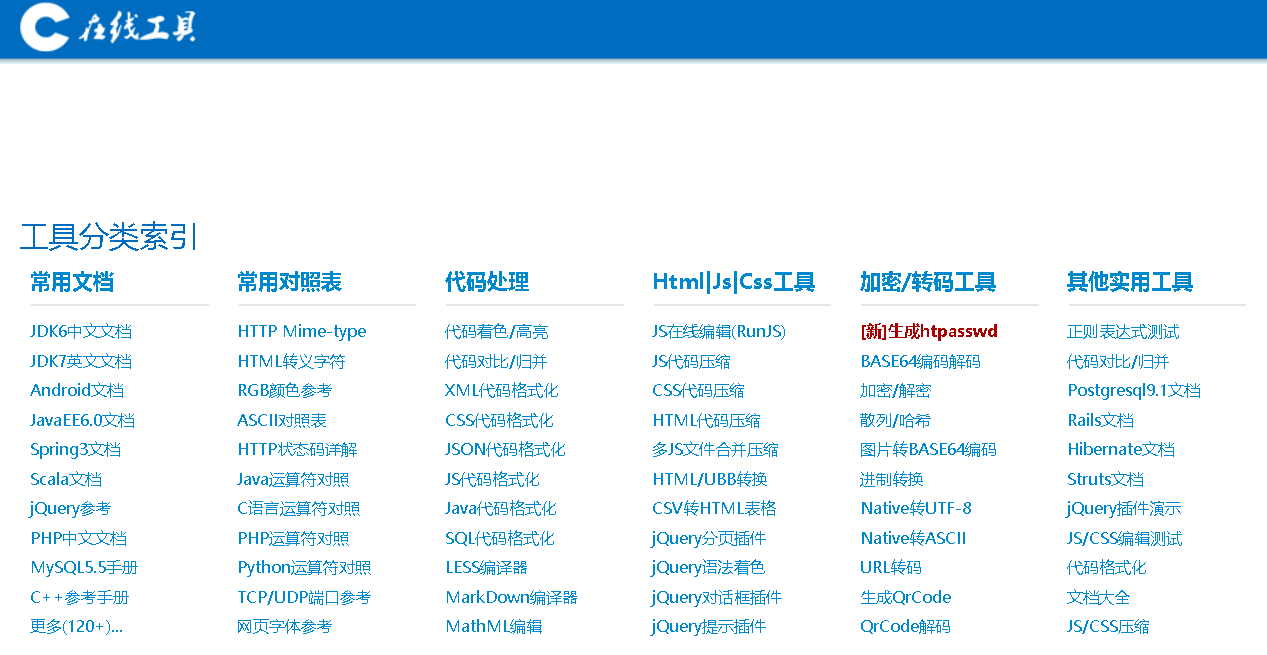 在线工具
工具分类索引
常用文档
JDK6中文文档
JDK7英文文档
Android文档
JavaEE6.0文档
Spring3文档
Scala文档
jQuery参考
PHP中文文档
MySQL5.5手册
C++参考手册
更多(120+)...
常用对照表
HTTP Mime-type
HTML转义字符
RGB颜色参考
ASCII对照表
HTTP状态码详解
Java运算符对照
C语言运算符对照
PHP运算符对照
Python运算符对照
TCP/UDP端口参考
网页字体参考
代码处理
代码着色/高亮
代码对比/归并
XML代码格式化
CSS代码格式化
JSON代码格式化
JS代码格式化
Java代码格式化
SQL代码格式化
LESS编译器
MarkDown编译器
MathML编辑
Html|Js|Css工具
JS在线编辑(RunJS)
JS代码压缩
CSS代码压缩
HTML代码压缩
多JS文件合并压缩
HTML/UBB转换
CSV转HTML表格
jQuery分页插件
jQuery语法着色
jQuery对话框插件
jQuery提示插件
加密/转码工具
[新]生成htpasswd
BASE64编码解码
加密/解密
散列/哈希
图片转BASE64编码
进制转换
Native转UTF-8
Native转ASCII
URL转码
生成QrCode
QrCode解码
其他实用工具
正则表达式测试
代码对比/归并
Postgresql9.1文档
Rails文档
Hibernate文档
Struts文档
jQuery插件演示
JS/CSS编辑测试
代码格式化
文档大全
JS/CSS压缩